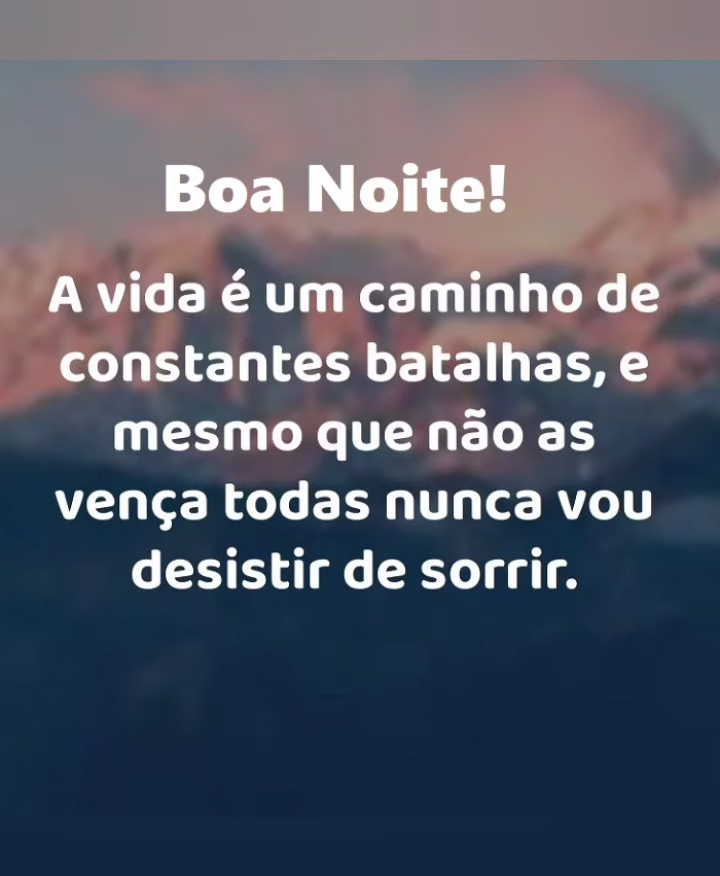 Boa Noite!
A vida é um caminho de
constantes batalhas, e
mesmo que não as
vença todas nunca vou
desistir de sorrir.